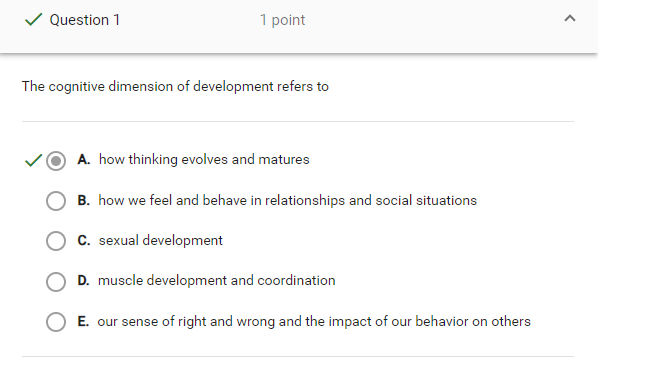 Question 1 1 point
The cognitive dimension of development refers to
A. how thinking evolves and matures
B. how we feel and behave in relationships and social situations
C. sexual development
D. muscle development and coordination
E. our sense of right and wrong and the impact of our behavior on others